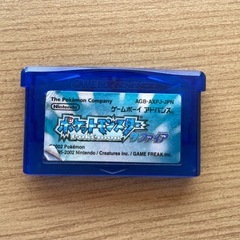 The Pokémon Company
AGB-AXPJ-JPN
Nintendo
ゲームボーイ アドバンス
ポケットモンスター
サファイア
2002 Pokémon
1995-2002 Nintendo / Creatures Inc. / GAME FREAK inc.